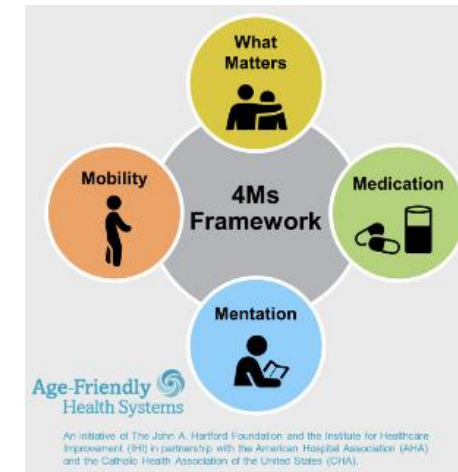 What
Matters
Mobility
4Ms
Framework
Medication
Mentation
Age-Friendly
Health Systems
An initiative of The John A. Hartford Foundation and the Institute for Healthcare
Improvement (IHI) in partnership with the American Hospital Association (AHA)
and the Catholic Health Association of the United States (CHA).